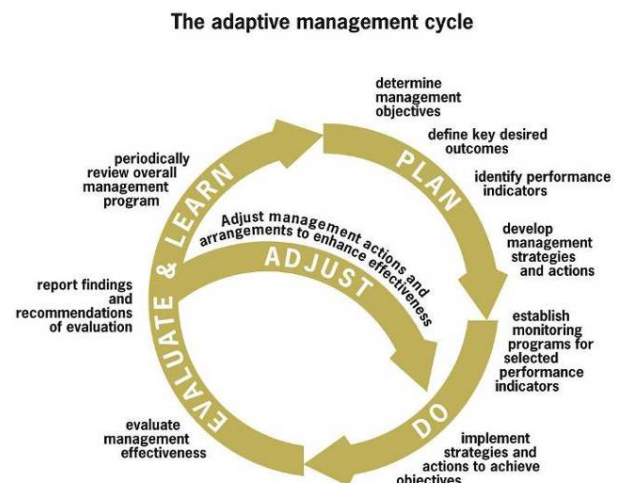 The adaptive management cycle
determine
management
objectives
define key desired
outcomes
PLAN
identify performance
indicators
develop
management
strategies
and actions
establish
monitoring
programs for
selected
performance
indicators
DO
implement
strategies and
actions to achieve
objectives
evaluate
management
effectiveness
EVALUATE & LEARN
report findings
and
recommendations
of evaluation
periodically
review overall
management
program
Adjust management actions and
arrangements to enhance effectiveness
ADJUST